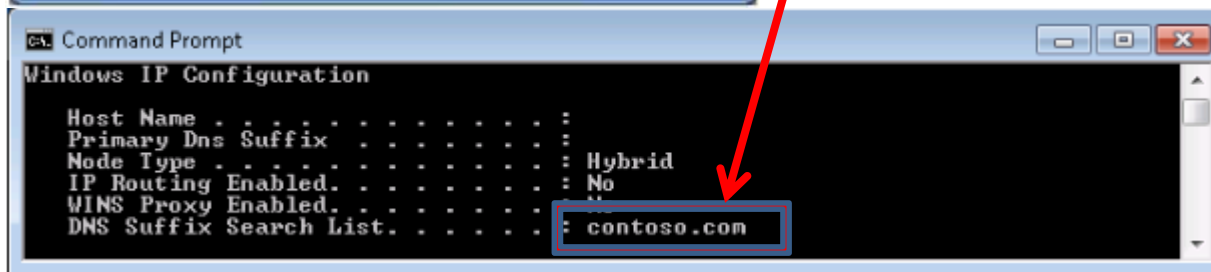 Command Prompt
Windows IP Configuration
Host Name . . . . . . . . . . . . :
Primary Dns Suffix . . . . . . . :
Node Type . . . . . . . . . . . . : Hybrid
IP Routing Enabled. . . . . . . . : No
WINS Proxy Enabled. . . . . . . . :
DNS Suffix Search List. . . . . . : contoso.com